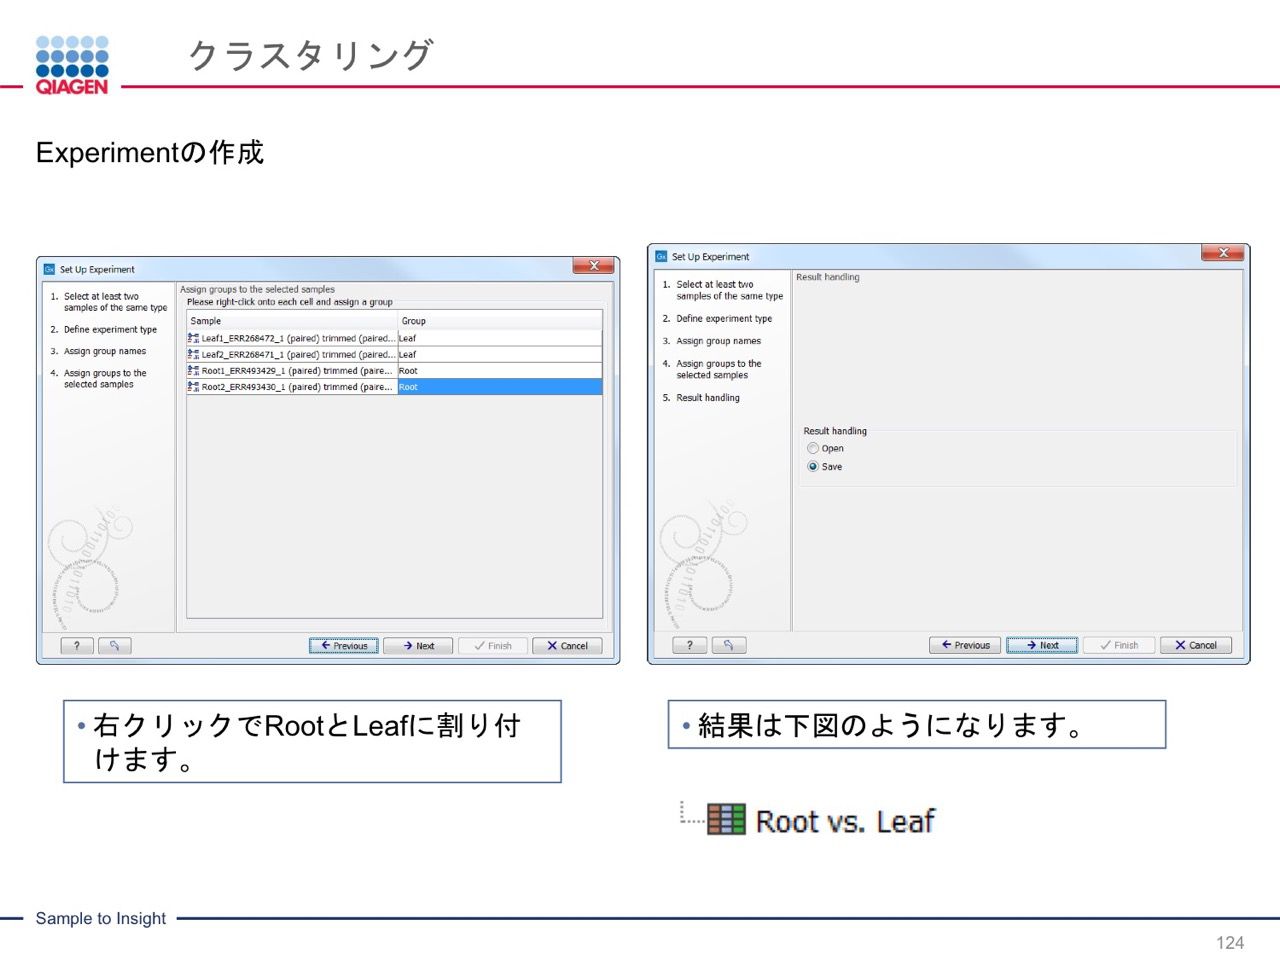 クラスタリング
QIAGEN
Experimentの作成
Set Up Experiment
1. Select at least two
samples of the same type
2. Define experiment type
3. Assign group names
4. Assign groups to the
selected samples
Assign groups to the selected samples
Please right-click onto each cell and assign a group
Sample Group
Leaf1_ERR268472_1 (paired) trimmed (paired... Leaf
Leaf2_ERR268471_1 (paired) trimmed (paired... Leaf
Root1_ERR493429_1 (paired) trimmed (paire... Root
Root2_ERR493430_1 (paired) trimmed (paire... Root
? Previous Next Finish Cancel
Set Up Experiment
1. Select at least two
samples of the same type
2. Define experiment type
3. Assign group names
4. Assign groups to the
selected samples
5. Result handling
Result handling
Result handling
Open
Save
? Previous Next Finish Cancel
• 右クリックでRootとLeafに割り付
けます。
• 結果は下図のようになります。
Root vs. Leaf
Sample to Insight
124